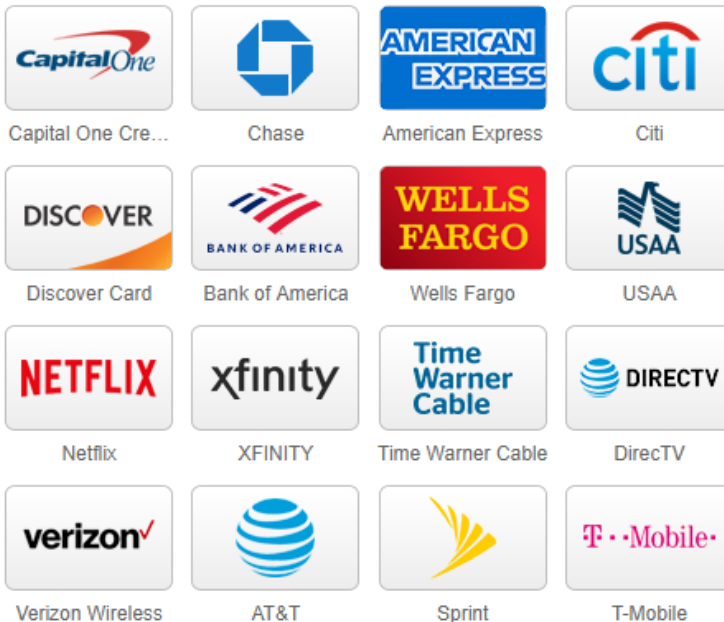 Capital One
AMERICAN
EXPRESS
citi
Capital One Cre...
Chase
American Express
Citi
DISCOVER
BANK OF AMERICA
WELLS
FARGO
USAA
Discover Card
Bank of America
Wells Fargo
USAA
NETFLIX
xfinity
Time
Warner
Cable
DIRECTV
Netflix
XFINITY
Time Warner Cable
DirecTV
verizon
T··Mobile·
Verizon Wireless
AT&T
Sprint
T-Mobile